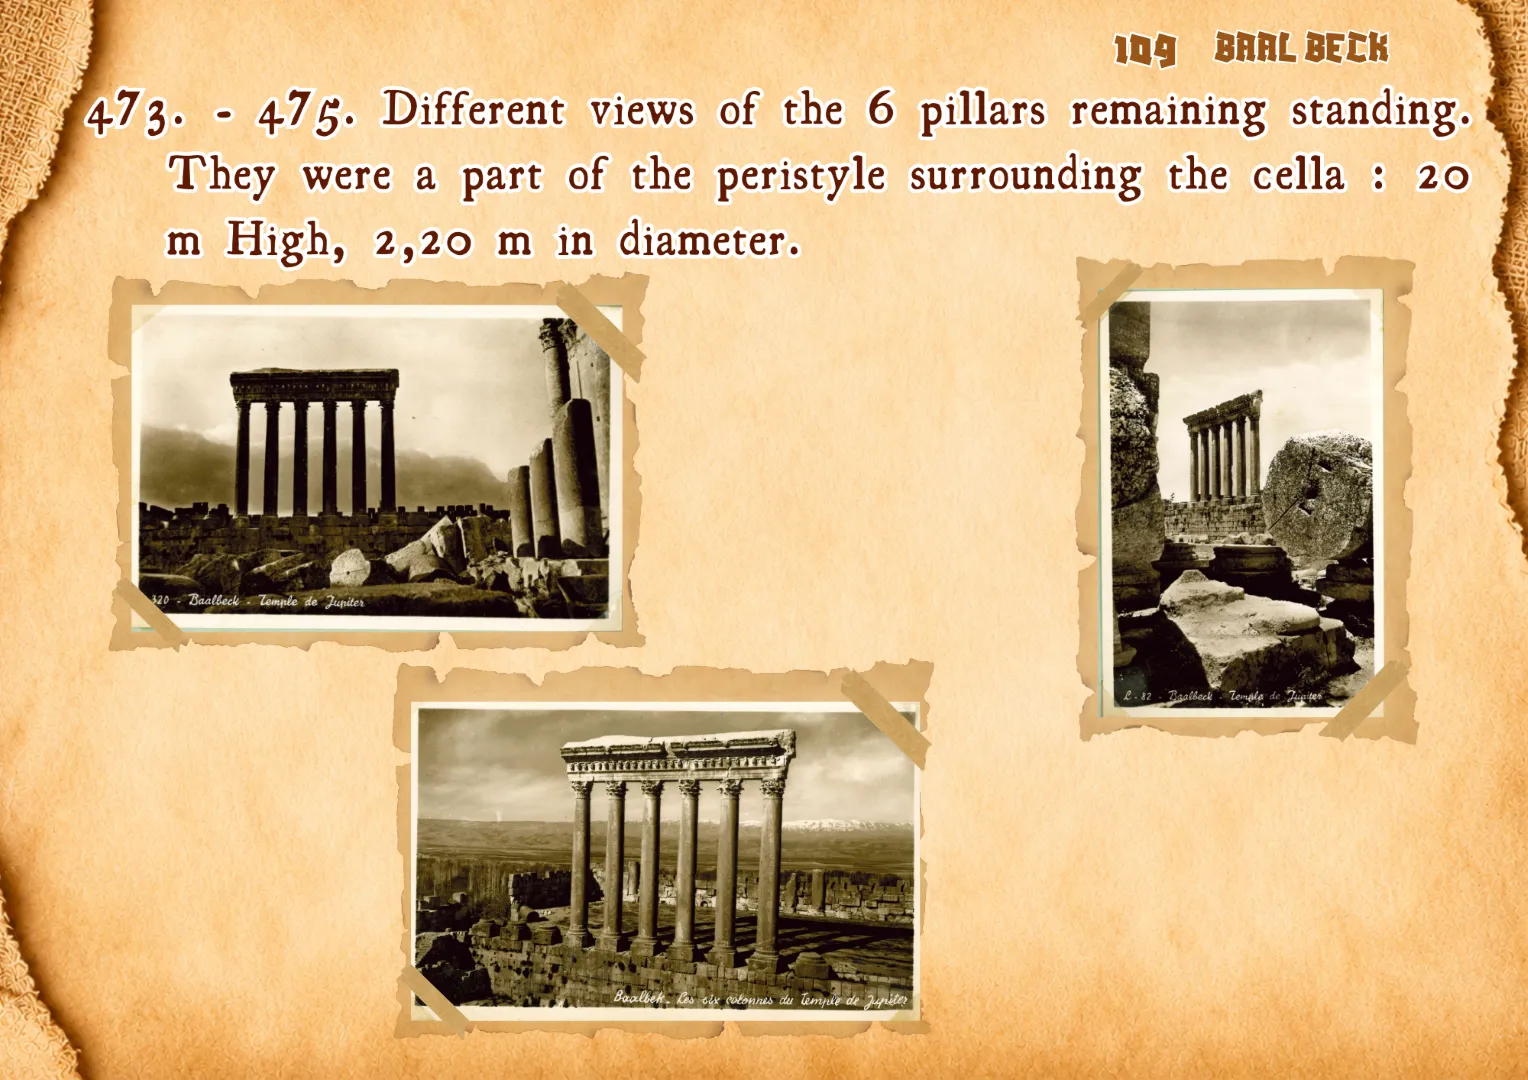 109 BAAL BECK
473. - 475. Different views of the 6 pillars remaining standing.
They were a part of the peristyle surrounding the cella : 20
m High, 2,20 m in diameter.
320 - Baalbeck - Temple de Jupiter
L - 82 - Baalbeck - Temple de Jupiter
Baalbek - Les six colonnes du Temple de Jupiter